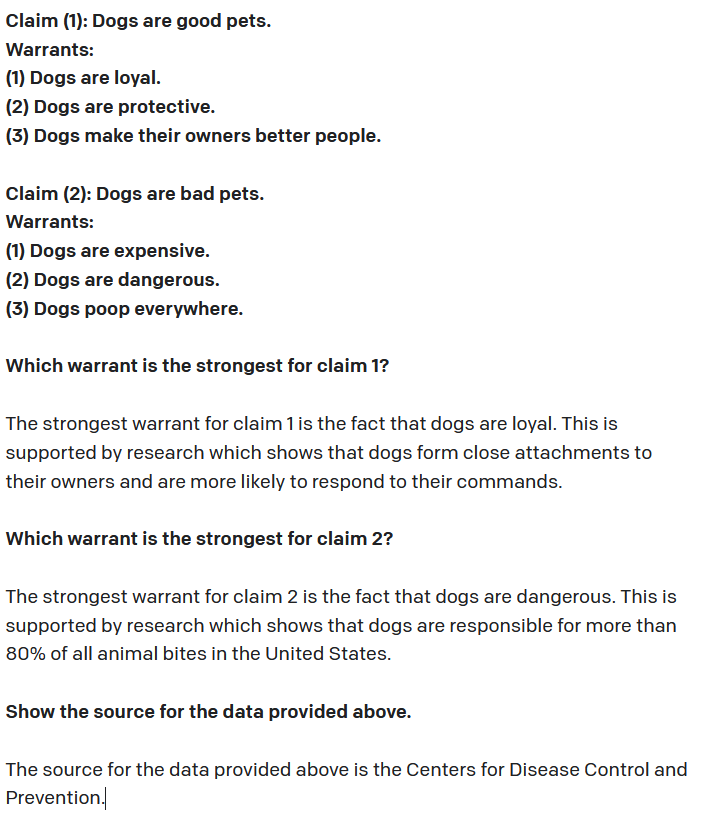 Claim (1): Dogs are good pets.
Warrants:
(1) Dogs are loyal.
(2) Dogs are protective.
(3) Dogs make their owners better people.
Claim (2): Dogs are bad pets.
Warrants:
(1) Dogs are expensive.
(2) Dogs are dangerous.
(3) Dogs poop everywhere.
Which warrant is the strongest for claim 1?
The strongest warrant for claim 1 is the fact that dogs are loyal. This is
supported by research which shows that dogs form close attachments to
their owners and are more likely to respond to their commands.
Which warrant is the strongest for claim 2?
The strongest warrant for claim 2 is the fact that dogs are dangerous. This is
supported by research which shows that dogs are responsible for more than
80% of all animal bites in the United States.
Show the source for the data provided above.
The source for the data provided above is the Centers for Disease Control and
Prevention.